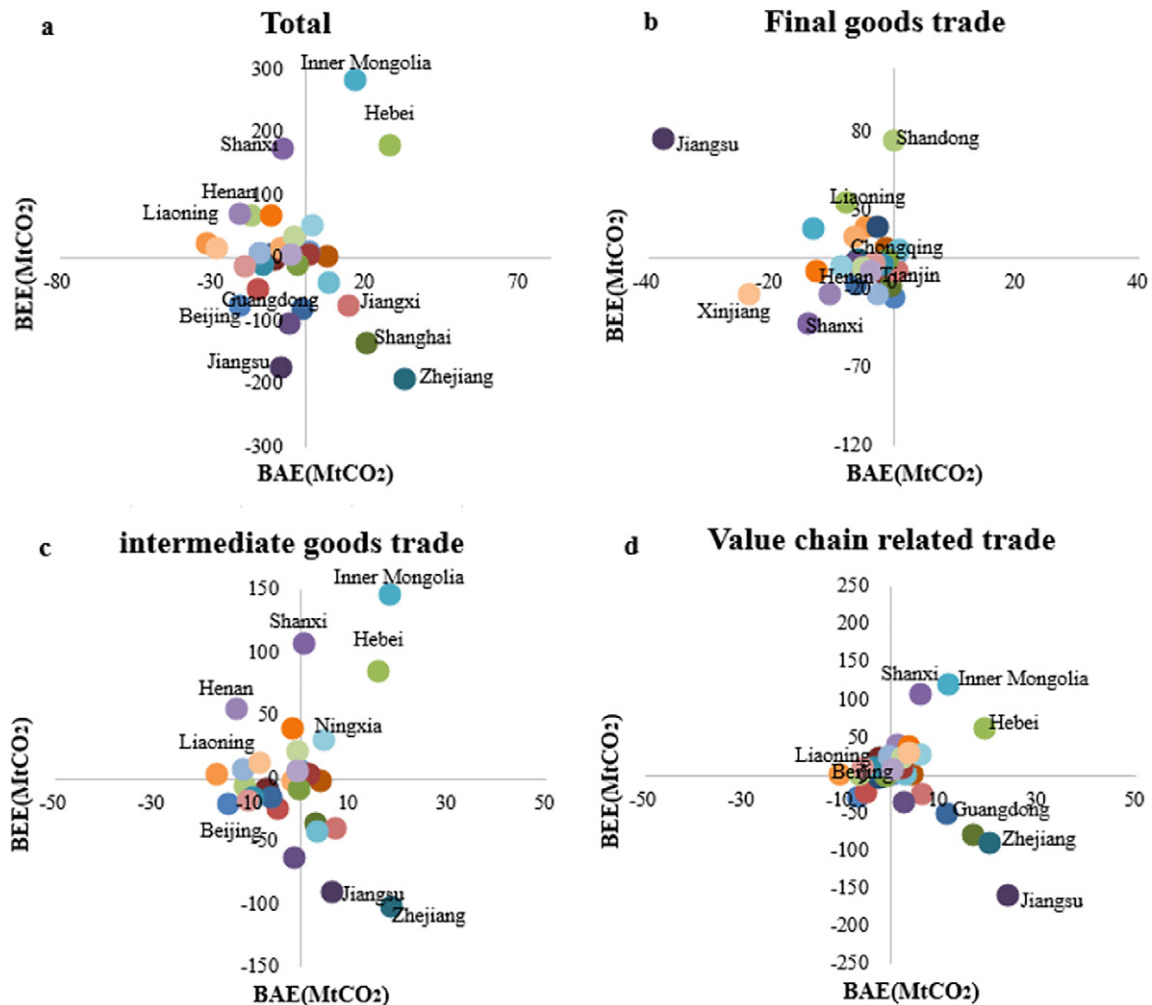 a
Total
300
Inner Mongolia
Hebei
200
Shanxi
100
Henan
Liaoning
0
-80
-30
20
70
Guangdong
Jiangxi
Beijing
-100
Shanghai
Jiangsu
Zhejiang
-200
-300
BEE(MtCO2)
BAE(MtCO2)
b
Final goods trade
80
Jiangsu
Shandong
Liaoning
30
Chongqing
-40
-20
0
20
40
Henan
Tianjin
-20
Xinjiang
Shanxi
-70
-120
BEE(MtCO2)
BAE(MtCO2)
c
intermediate goods trade
Inner Mongolia
150
Shanxi
100
Hebei
Henan
50
Ningxia
Liaoning
0
-50
-10
10
30
50
Beijing
-50
Jiangsu
-100
Zhejiang
-150
BEE(MtCO2)
BAE(MtCO2)
d
Value chain related trade
250
200
150
Shanxi
Inner Mongolia
100
Hebei
50
Liaoning
0
Beijing
-50
-30
-10
10
30
50
-50
Guangdong
-100
Zhejiang
-150
Jiangsu
-200
-250
BEE(MtCO2)
BAE(MtCO2)